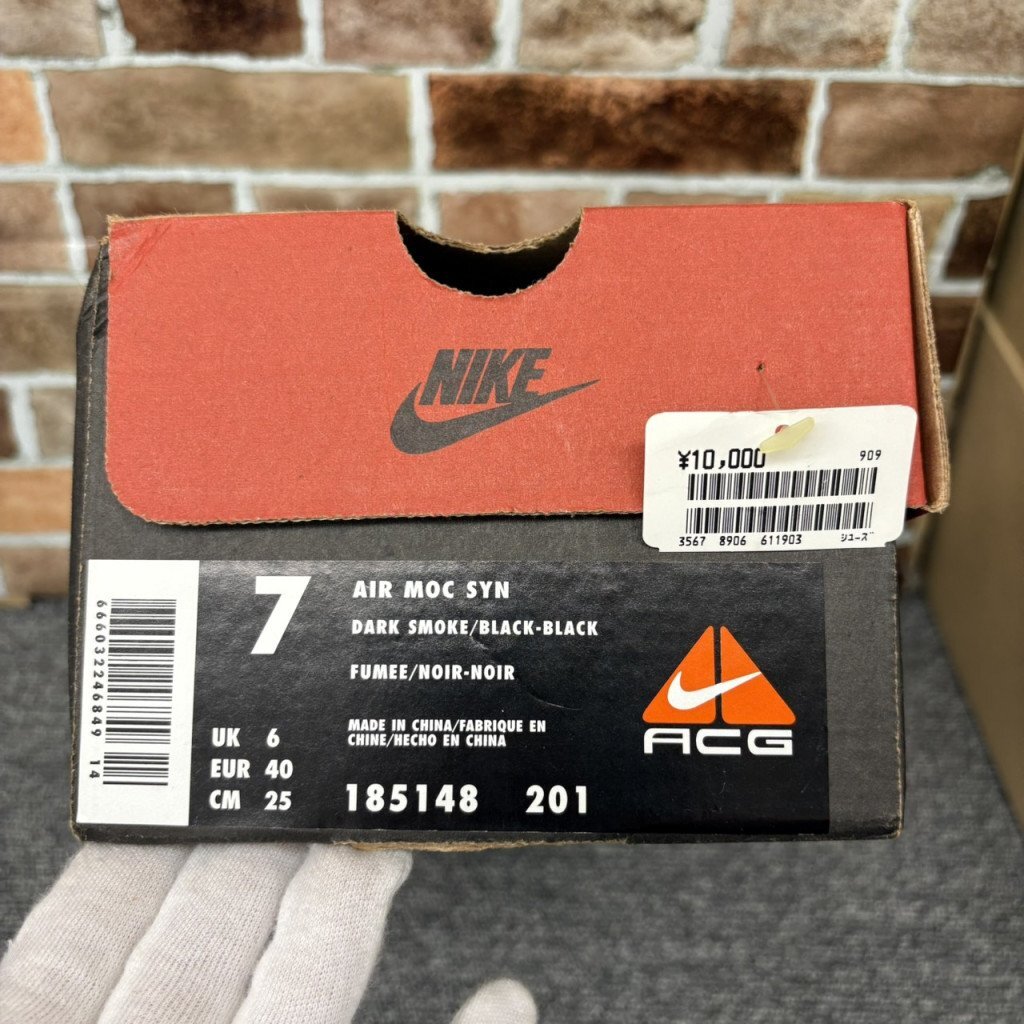 NIKE
¥10,000
909
3567 8906 611903 シューズ
7
AIR MOC SYN
DARK SMOKE/BLACK-BLACK
FUMEE/NOIR-NOIR
MADE IN CHINA/FABRIQUE EN
CHINE/HECHO EN CHINA
UK 6
EUR 40
CM 25
185148 201
666032246849 14
ACG